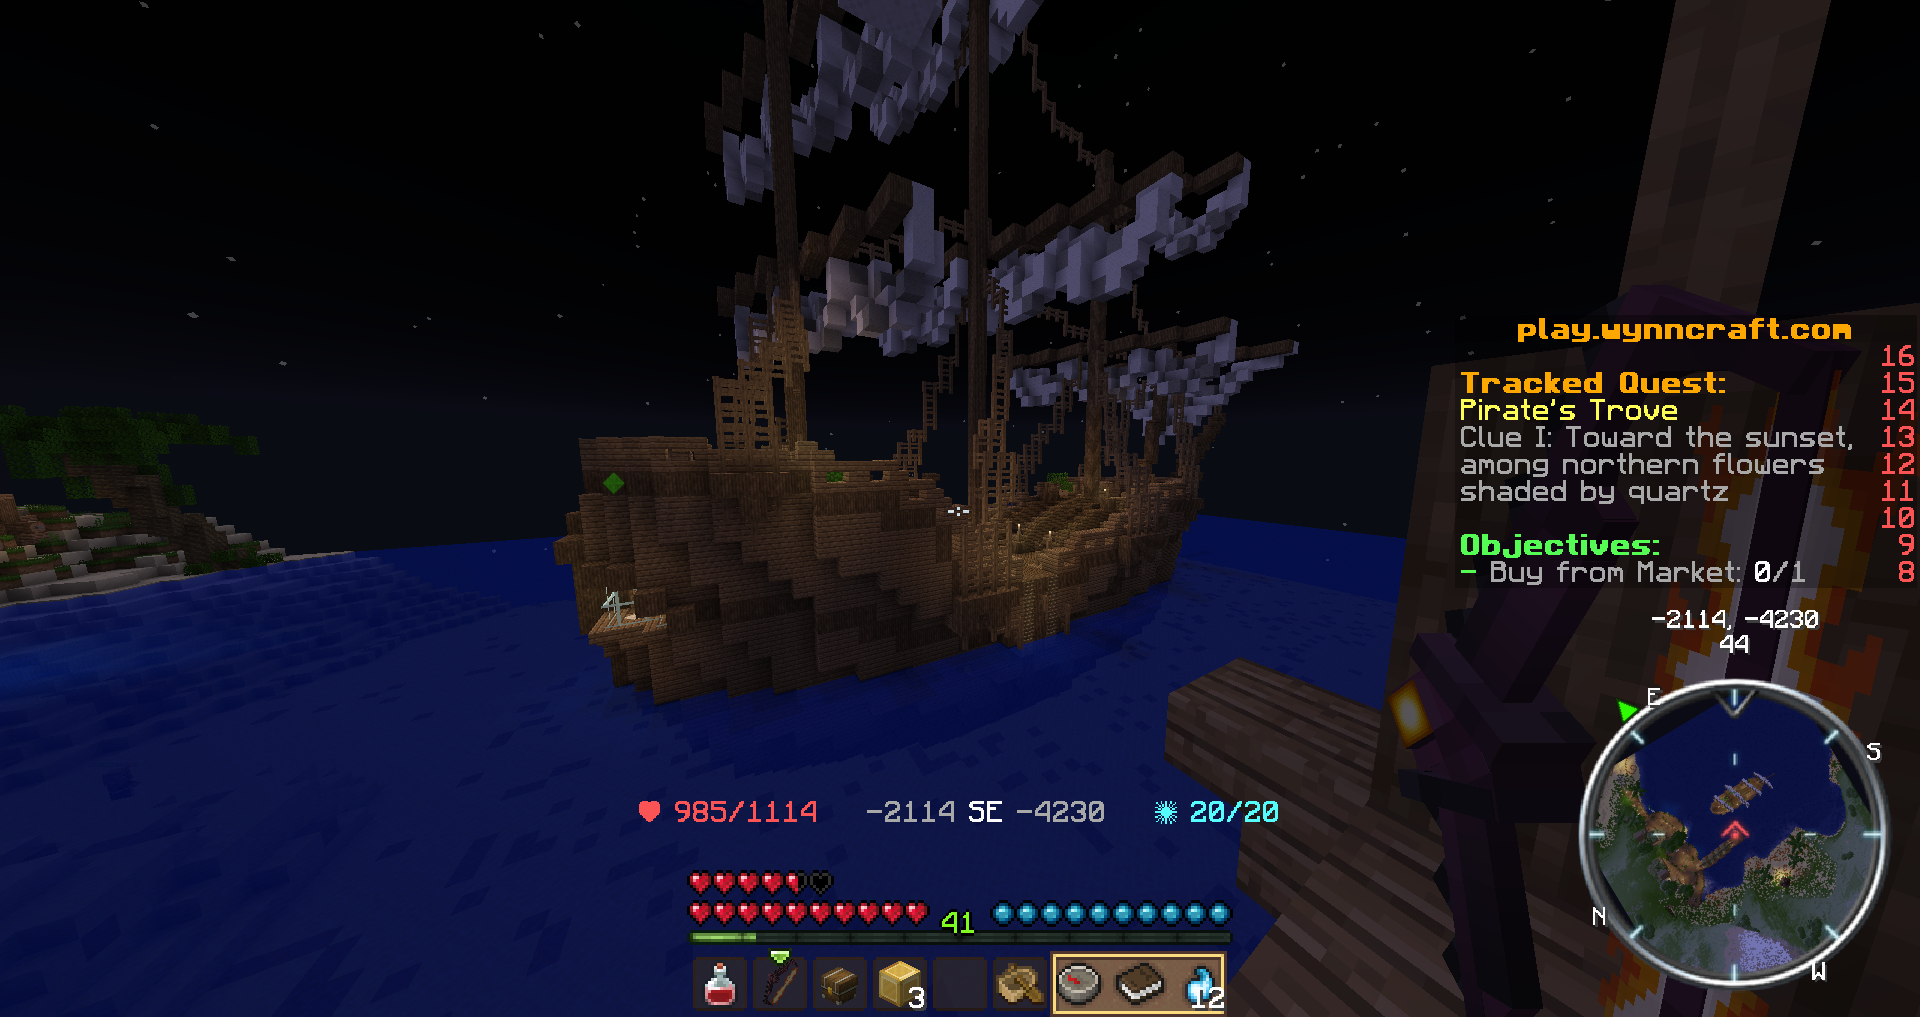 play.wynncraft.com
16
Tracked Quest: 15
Pirate's Trove 14
Clue I: Toward the sunset, 13
among northern flowers 12
shaded by quartz 11
10
Objectives: 9
- Buy from Market: 0/1 8
-2114, -4230
44
E
S
N
W
985/1114 -2114 SE -4230 20/20
41
3
12